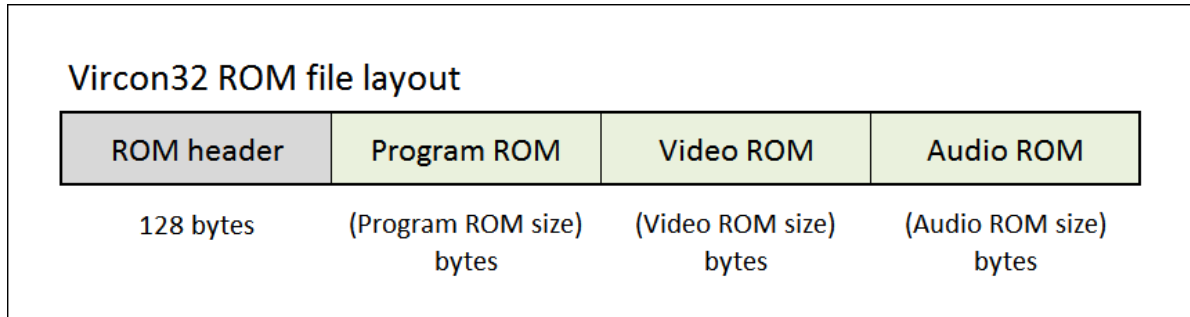 Vircon32 ROM file layout
ROM header Program ROM Video ROM Audio ROM
128 bytes (Program ROM size) (Video ROM size) (Audio ROM size)
bytes bytes bytes